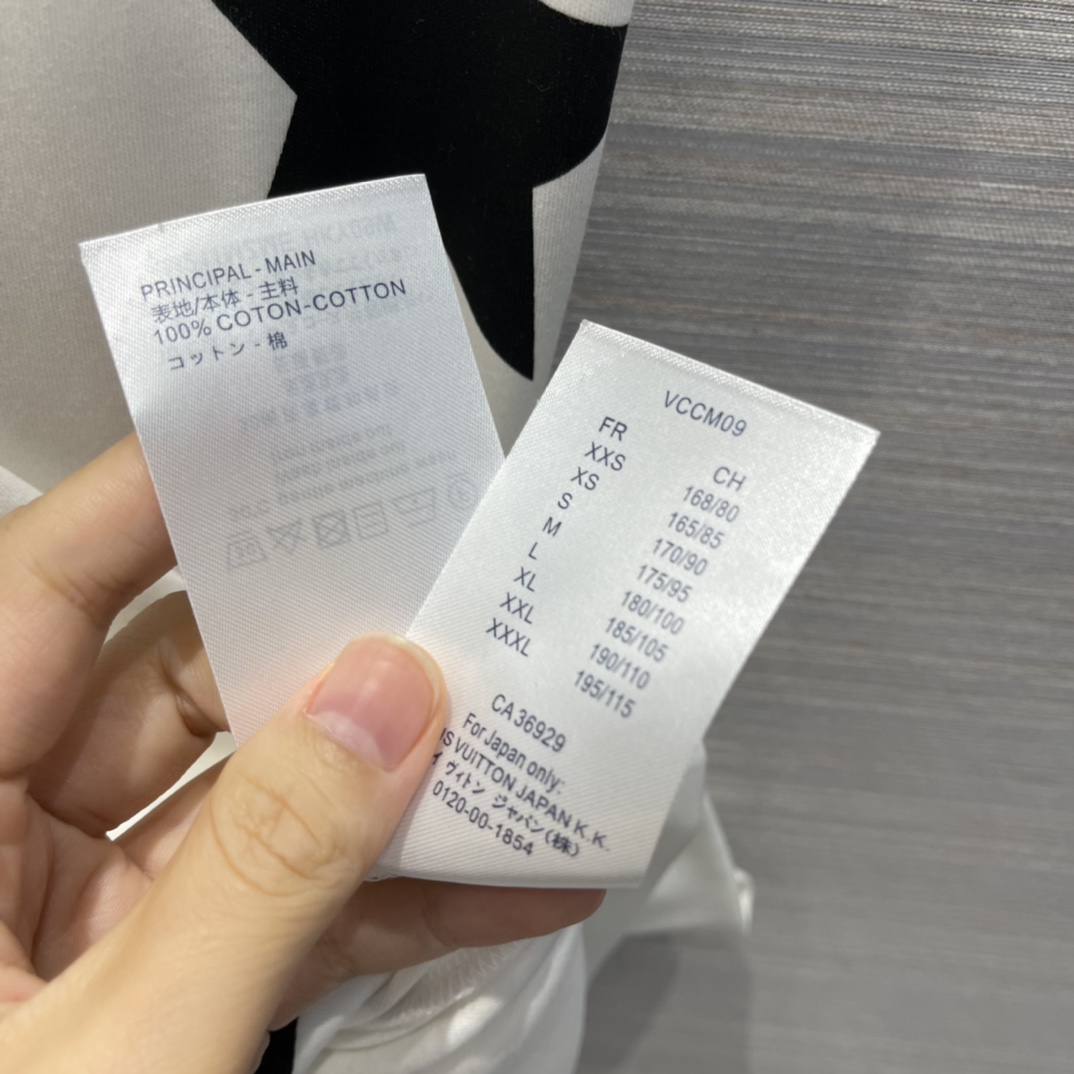 PRINCIPAL - MAIN
表地/本体 - 主料
100% COTON-COTTON
コットン - 棉
VCCM09
FR CH
XXS 168/80
XS 165/85
S 170/90
M 175/95
L 180/100
XL 185/105
XXL 190/110
XXXL 195/115
CA 36929
For Japan only:
VUITTON JAPAN K.K.
ヴィトン ジャパン(株)
0120-00-1854